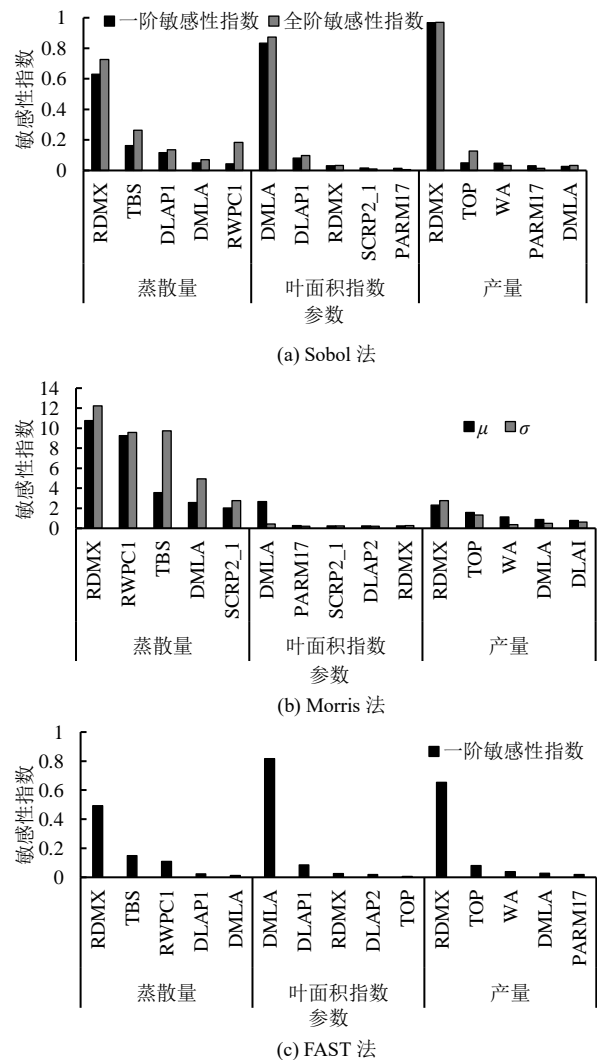 ■一阶敏感性指数 ■全阶敏感性指数
敏感性指数
1
0.8
0.6
0.4
0.2
0
RDMX TBS DLAP1 DMLA RWPC1 DMLA DLAP1 RDMX SCRP2_1 PARM17 RDMX TOP WA PARM17 DMLA
蒸散量 叶面积指数 产量
参数
(a) Sobol 法
敏感性指数
14
12
10
8
6
4
2
0
■μ ■σ
RDMX RWPC1 TBS DMLA SCRP2_1 DMLA PARM17 SCRP2_1 DLAP2 RDMX RDMX TOP WA DMLA DLAI
蒸散量 叶面积指数 产量
参数
(b) Morris 法
敏感性指数
1
0.8
0.6
0.4
0.2
0
■一阶敏感性指数
RDMX TBS RWPC1 DLAP1 DMLA DMLA DLAP1 RDMX DLAP2 TOP RDMX TOP WA DMLA PARM17
蒸散量 叶面积指数 产量
参数
(c) FAST 法